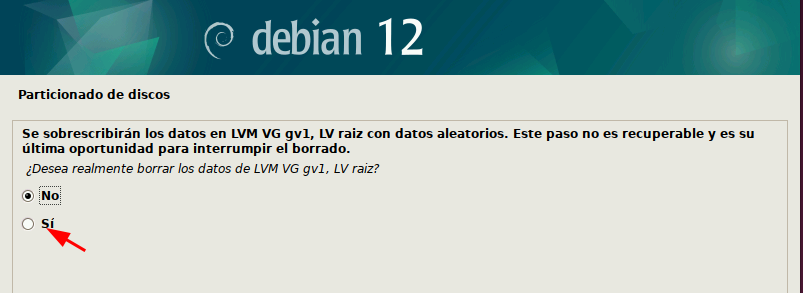 debian 12
Particionado de discos
Se sobrescribirán los datos en LVM VG gv1, LV raiz con datos aleatorios. Este paso no es recuperable y es su
última oportunidad para interrumpir el borrado.
¿Desea realmente borrar los datos de LVM VG gv1, LV raiz?
No
Sí